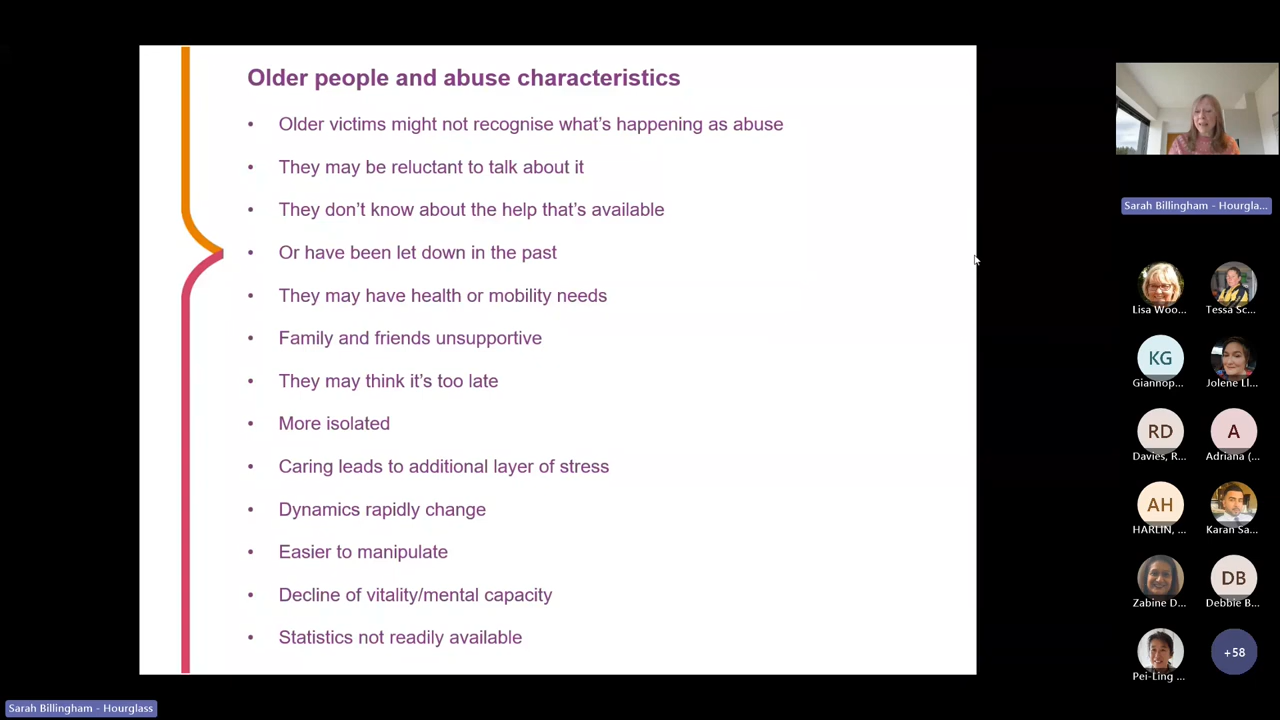 Older people and abuse characteristics
• Older victims might not recognise what's happening as abuse
• They may be reluctant to talk about it
• They don't know about the help that's available
• Or have been let down in the past
• They may have health or mobility needs
• Family and friends unsupportive
• They may think it's too late
• More isolated
• Caring leads to additional layer of stress
• Dynamics rapidly change
• Easier to manipulate
• Decline of vitality/mental capacity
• Statistics not readily available
Sarah Billingham - Hourgla...
Lisa Woo...
Tessa Sc...
KG
Giannop...
Jolene Ll...
RD
Davies, R...
A
Adriana (...
AH
HARLIN, ...
Karan Sa...
Zabine D...
DB
Debbie B...
Pei-Ling ...
+58
Sarah Billingham - Hourglass